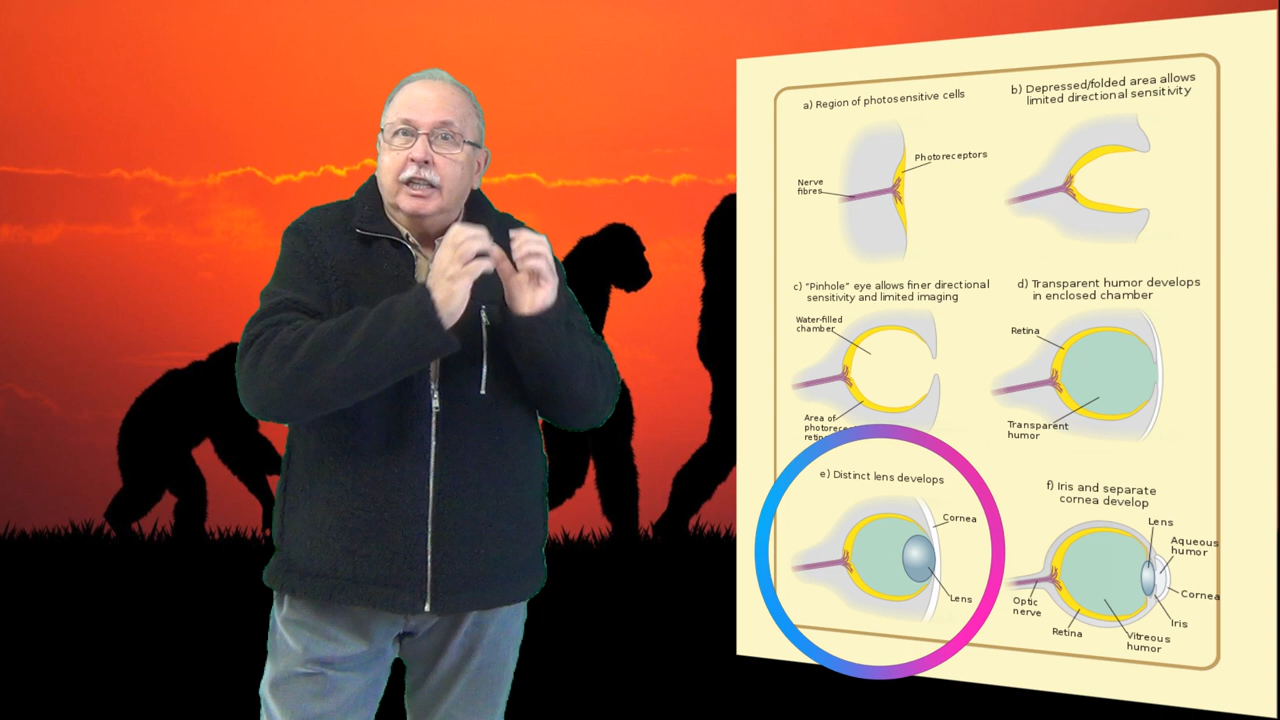 a) Region of photosensitive cells
Photoreceptors
Nerve
fibres
b) Depressed/folded area allows
limited directional sensitivity
c) "Pinhole" eye allows finer directional
sensitivity and limited imaging
Water-filled
chamber
Area of
d) Transparent humor develops
in enclosed chamber
Retina
Transparent
humor
e) Distinct lens develops
Cornea
Lens
f) Iris and separate
cornea develop
Lens
Aqueous
humor
Cornea
Iris
Optic
nerve
Retina
Vitreous
humor